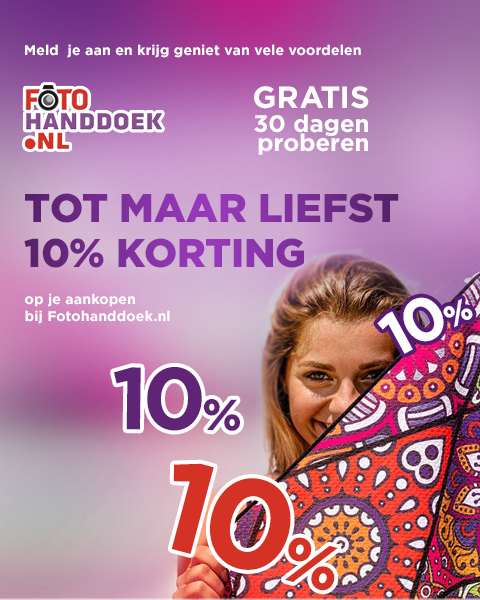 Meld je aan en krijg geniet van vele voordelen
FOTO
HANDDOEK
.NL
GRATIS
30 dagen
proberen
TOT MAAR LIEFST
10% KORTING
op je aankopen
bij Fotohanddoek.nl
10%
10%
10%